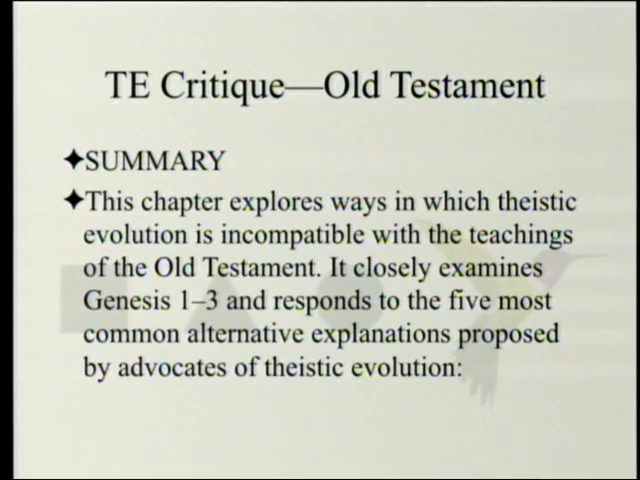 TE Critique—Old Testament
✦SUMMARY
✦This chapter explores ways in which theistic
evolution is incompatible with the teachings
of the Old Testament. It closely examines
Genesis 1–3 and responds to the five most
common alternative explanations proposed
by advocates of theistic evolution: